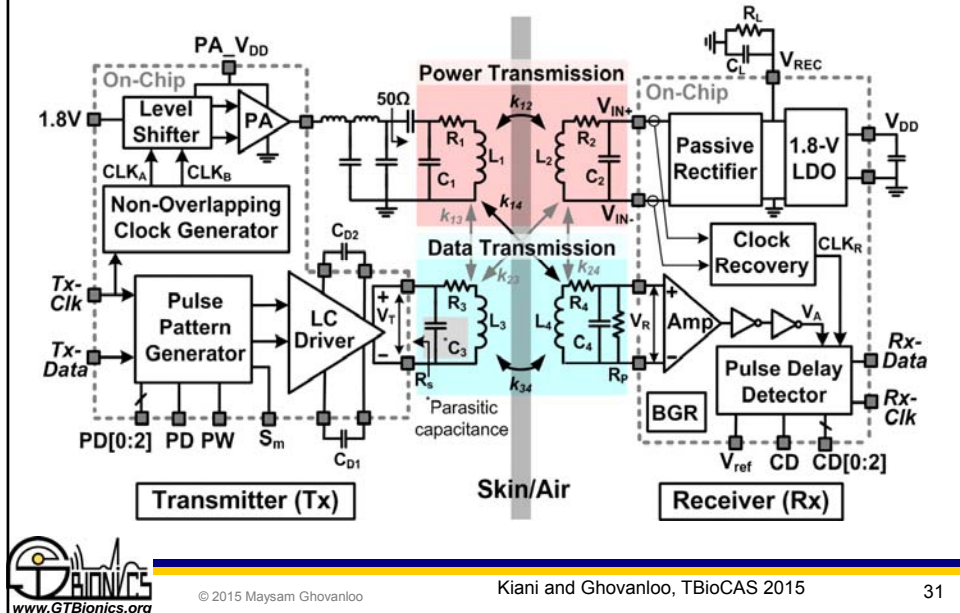 PA_VDD
On-Chip
1.8V
Level Shifter
PA
CLKA
CLKB
Non-Overlapping Clock Generator
Tx-Clk
Tx-Data
Pulse Pattern Generator
LC Driver
CD2
CD1
PD[0:2]
PD
PW
Sm
Transmitter (Tx)
50Ω
Power Transmission
k12
R1
L1
C1
R2
L2
C2
VIN+
VIN-
k13
k14
k23
k24
Data Transmission
+
VT
−
R3
L3
*
C3
Rs
*Parasitic capacitance
k34
R4
L4
C4
RP
Skin/Air
RL
CL
VREC
On-Chip
Passive Rectifier
1.8-V LDO
VDD
Clock Recovery
CLKR
+
VR
−
+
Amp
−
VA
Pulse Delay Detector
Rx-Data
Rx-Clk
BGR
Vref
CD
CD[0:2]
Receiver (Rx)
GT BIONICS
www.GTBionics.org
© 2015 Maysam Ghovanloo
Kiani and Ghovanloo, TBioCAS 2015
31